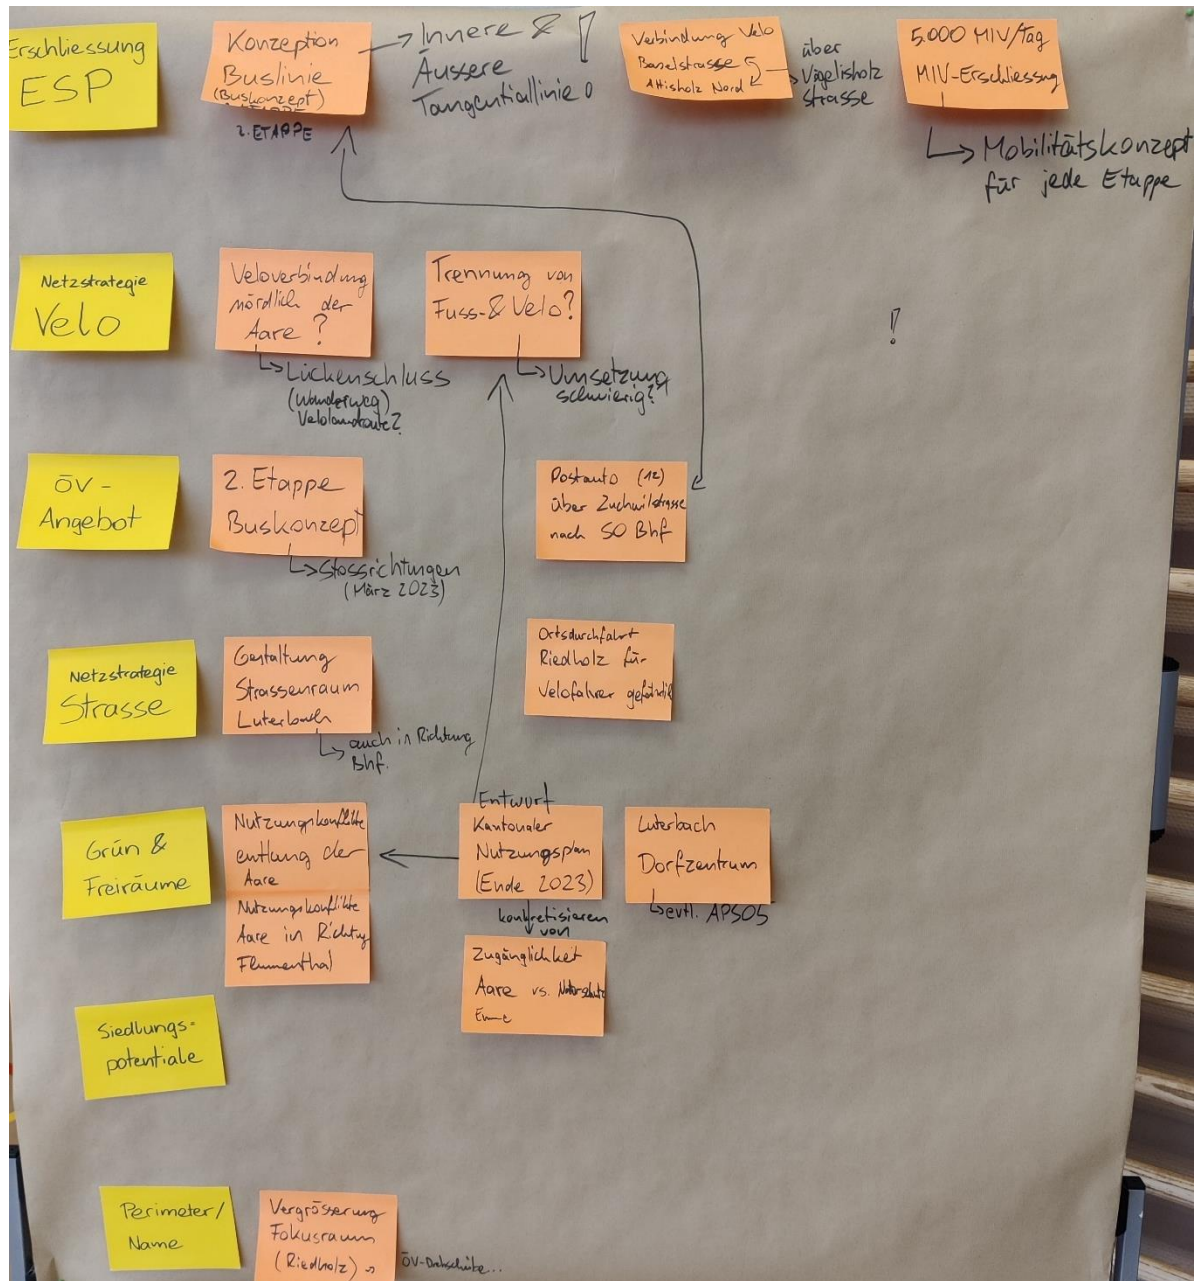 Erschliessung
ESP
Konzeption
Buslinie
(Buskonzept)
2. ETAPPE
→ Innere &
Äussere
Tangentiallinie
!
Verbindung Velo
Baselstrasse
Attisholz Nord
→ über
Vögelisholz
strasse
5.000 MIV/Tag
MIV-Erschliessung
↳ Mobilitätskonzept
für jede Etappe
Netzstrategie
Velo
Veloverbindung
nördlich der
Aare ?
↳ Lückenschluss
(Wanderweg)
Velolandroute?
Trennung von
Fuss- & Velo?
↳ Umsetzung
schwierig?
!
ÖV-
Angebot
2. Etappe
Buskonzept
↳ Stossrichtungen
(März 2023)
Postauto (12)
über Zuchwilstrasse
nach SO Bhf
Netzstrategie
Strasse
Gestaltung
Strassenraum
Luterbach
↳ auch in Richtung
Bhf.
Ortsdurchfahrt
Riedholz für
Velofahrer
Grün &
Freiräume
Nutzungskonflikte
entlang der
Aare
Nutzungskonflikte
Aare in Richtung
Flumenthal
Entwurf
Kantonaler
Nutzungsplan
(Ende 2023)
konkretisieren
von
Zugänglichkeit
Aare vs. Naturschutz
Luterbach
Dorfzentrum
↳ evtl. APSO5
Siedlungs-
potentiale
Perimeter/
Name
Vergrösserung
Fokusraum
(Riedholz) →
ÖV-Drehscheibe...